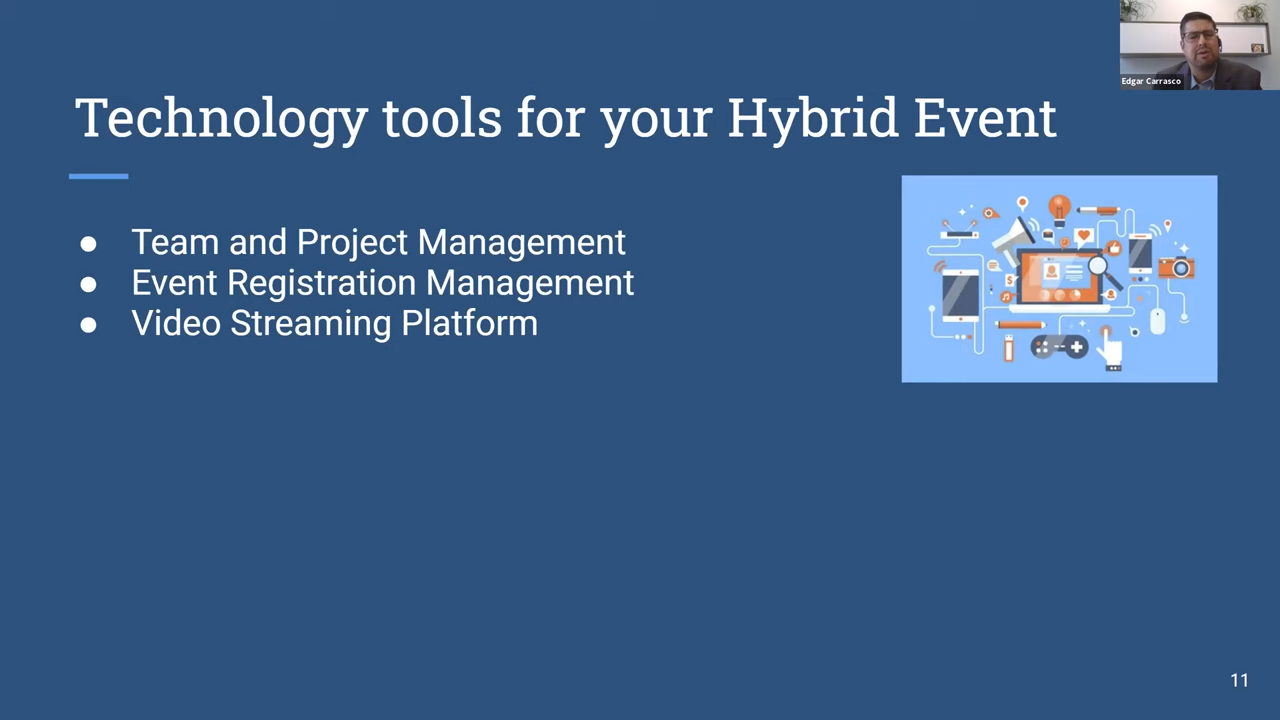 Edgar Carrasco
Technology tools for your Hybrid Event
● Team and Project Management
● Event Registration Management
● Video Streaming Platform
11